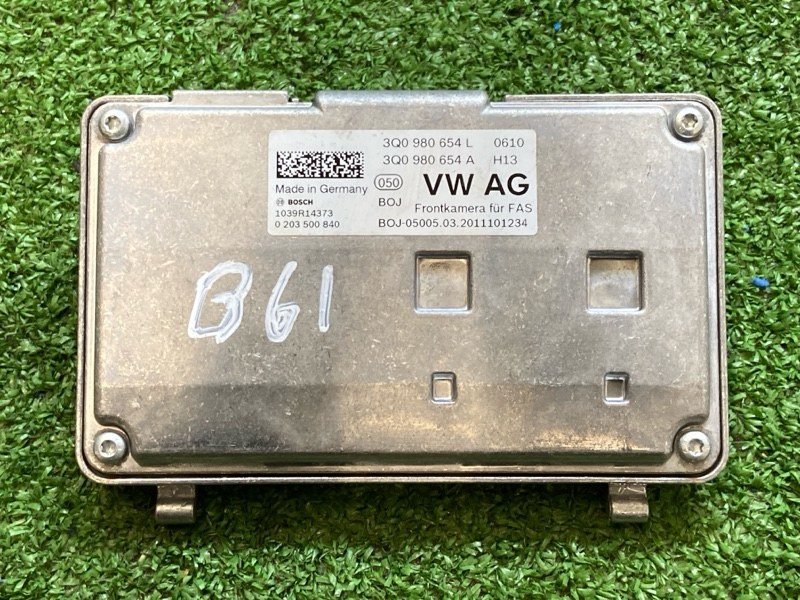 3Q0 980 654 L 0610
3Q0 980 654 A H13
Made in Germany 050 VW AG
BOSCH BOJ Frontkamera für FAS
1039R14373
0 203 500 840 BOJ-05005.03.2011101234
B61